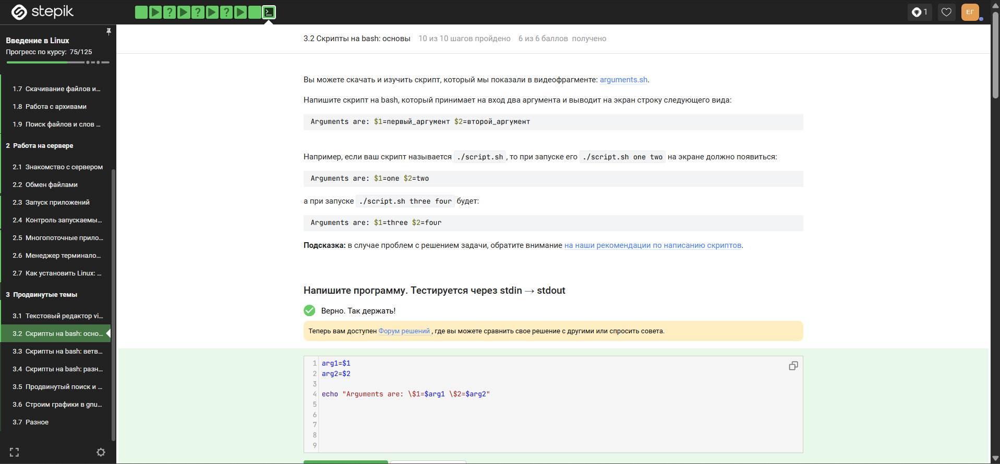 stepik
? ? ?
1
ЕГ
Введение в Linux
Прогресс по курсу: 75/125
1.7 Скачивание файлов и...
1.8 Работа с архивами
1.9 Поиск файлов и слов ...
2 Работа на сервере
2.1 Знакомство с сервером
2.2 Обмен файлами
2.3 Запуск приложений
2.4 Контроль запускаемы...
2.5 Многопоточные прило...
2.6 Менеджер терминало...
2.7 Как установить Linux: ...
3 Продвинутые темы
3.1 Текстовый редактор vi...
3.2 Скрипты на bash: осно...
3.3 Скрипты на bash: ветв...
3.4 Скрипты на bash: разн...
3.5 Продвинутый поиск и ...
3.6 Строим графики в gnu...
3.7 Разное
3.2 Скрипты на bash: основы 10 из 10 шагов пройдено 6 из 6 баллов получено
Вы можете скачать и изучить скрипт, который мы показали в видеофрагменте: arguments.sh.
Напишите скрипт на bash, который принимает на вход два аргумента и выводит на экран строку следующего вида:
Arguments are: $1=первый_аргумент $2=второй_аргумент
Например, если ваш скрипт называется ./script.sh , то при запуске его ./script.sh one two на экране должно появиться:
Arguments are: $1=one $2=two
а при запуске ./script.sh three four будет:
Arguments are: $1=three $2=four
Подсказка: в случае проблем с решением задачи, обратите внимание на наши рекомендации по написанию скриптов.
Напишите программу. Тестируется через stdin → stdout
Верно. Так держать!
Теперь вам доступен Форум решений , где вы можете сравнить свое решение с другими или спросить совета.
1 arg1=$1
2 arg2=$2
3
4 echo "Arguments are: \$1=$arg1 \$2=$arg2"
5
6
7
8
9